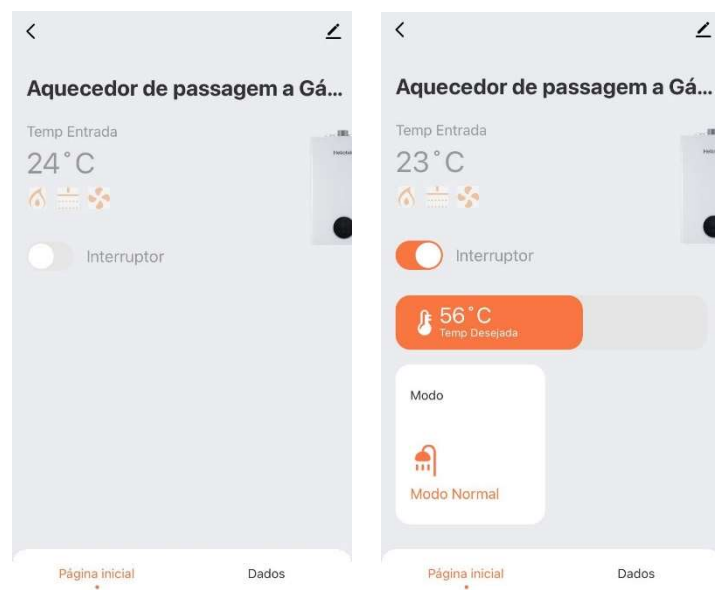 Aquecedor de passagem a Gá...
Temp Entrada
24°C
Interruptor
Página inicial
Dados
Aquecedor de passagem a Gá...
Temp Entrada
23°C
Interruptor
56°C
Temp Desejada
Modo
Modo Normal
Página inicial
Dados